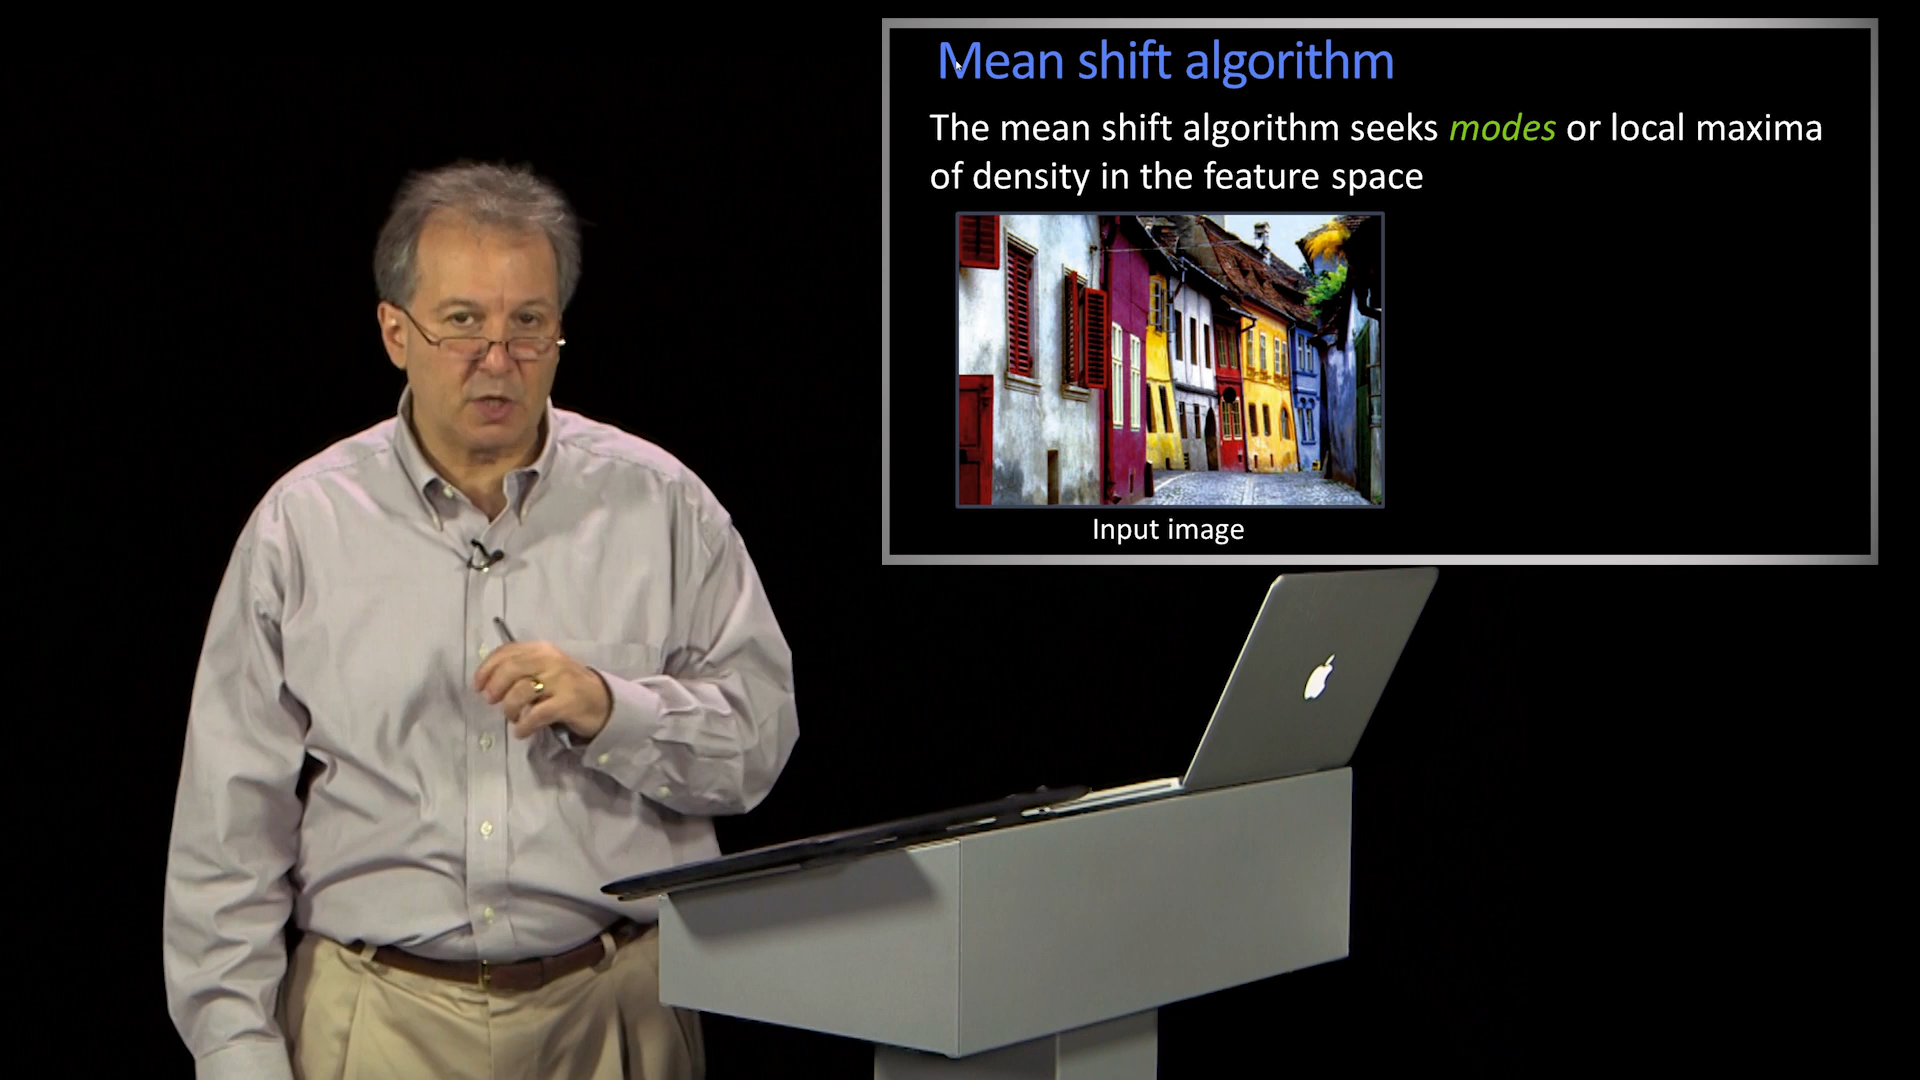 Mean shift algorithm
The mean shift algorithm seeks modes or local maxima
of density in the feature space
Input image